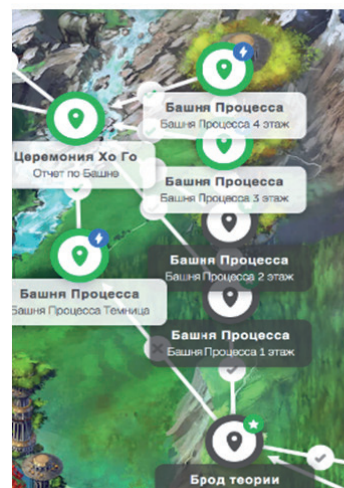 Башня Процесса
Башня Процесса 4 этаж
Церемония Хо Го
Отчет по Башне
Башня Процесса
Башня Процесса 3 этаж
Башня Процесса
Башня Процесса 2 этаж
Башня Процесса
Башня Процесса Темница
Башня Процесса
Башня Процесса 1 этаж
Брод теории